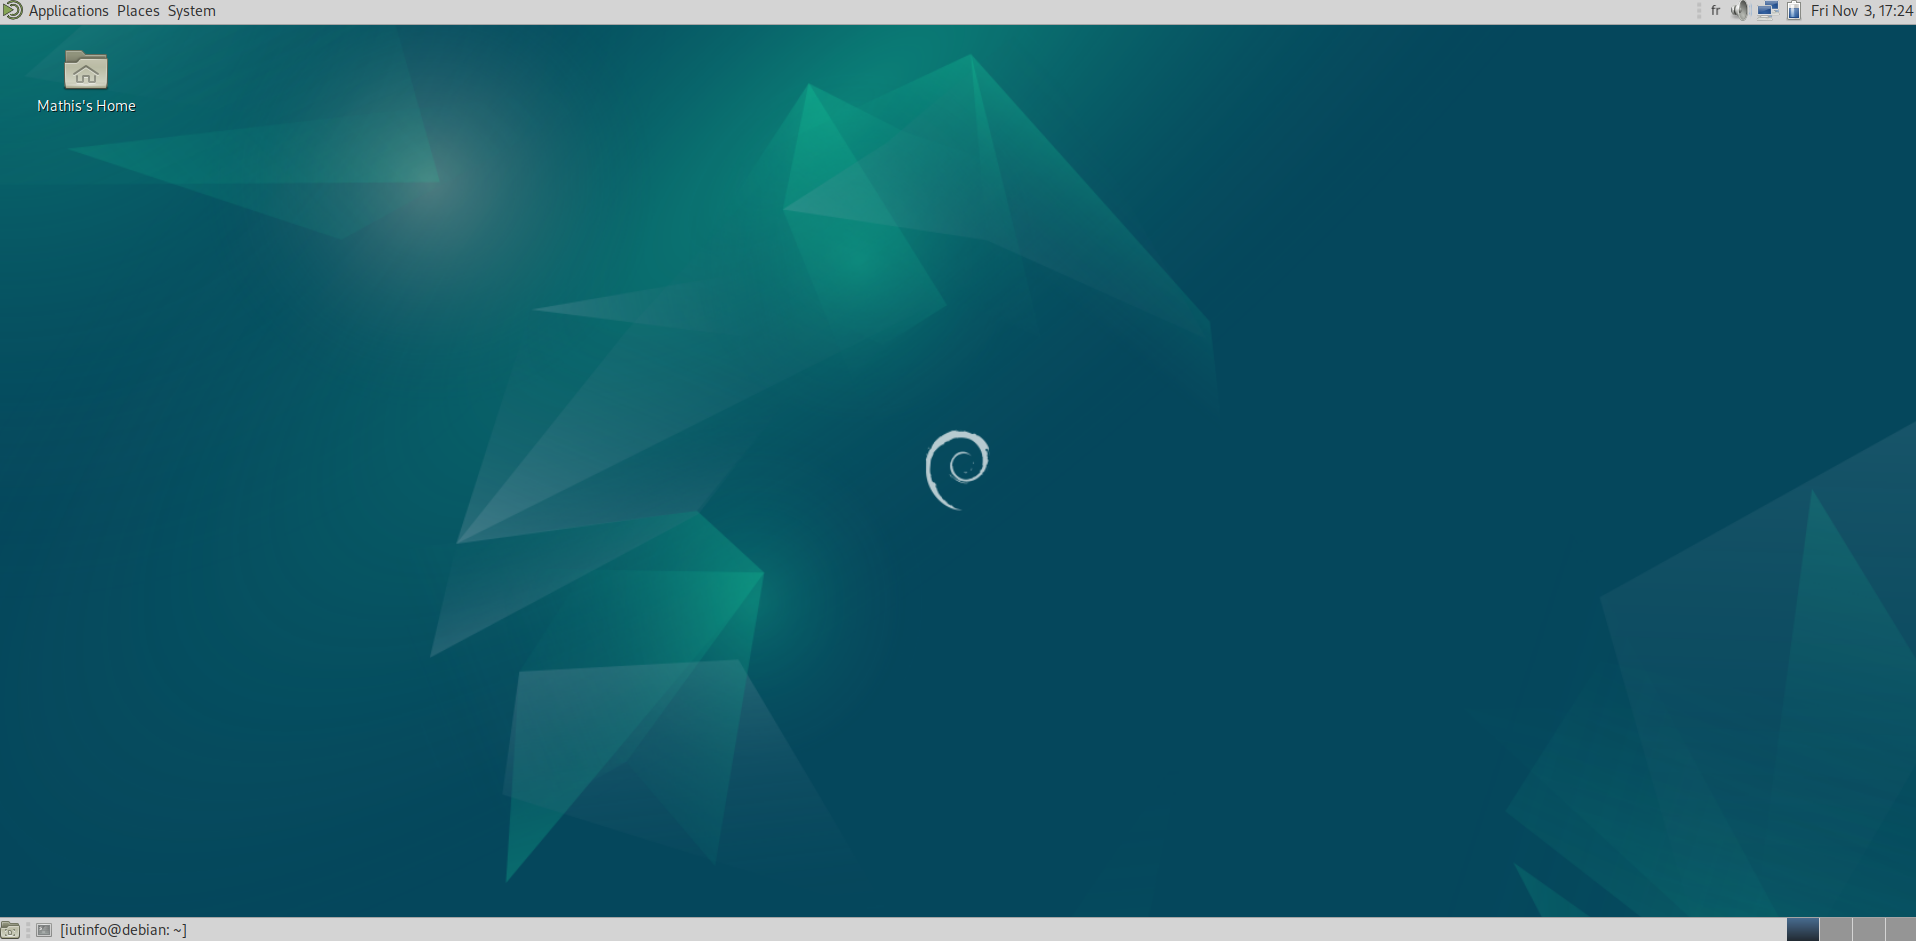 Applications Places System
fr Fri Nov 3, 17:24
Mathis's Home
[iutinfo@debian: ~]